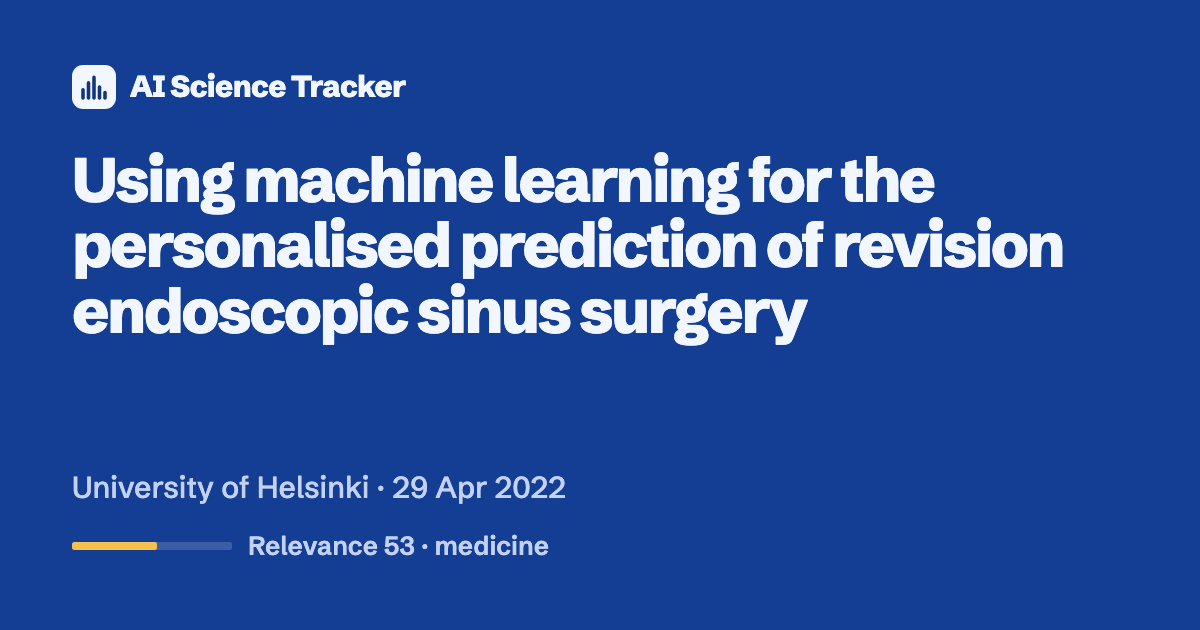 AI Science Tracker
Using machine learning for the
personalised prediction of revision
endoscopic sinus surgery
University of Helsinki · 29 Apr 2022
Relevance 53 · medicine